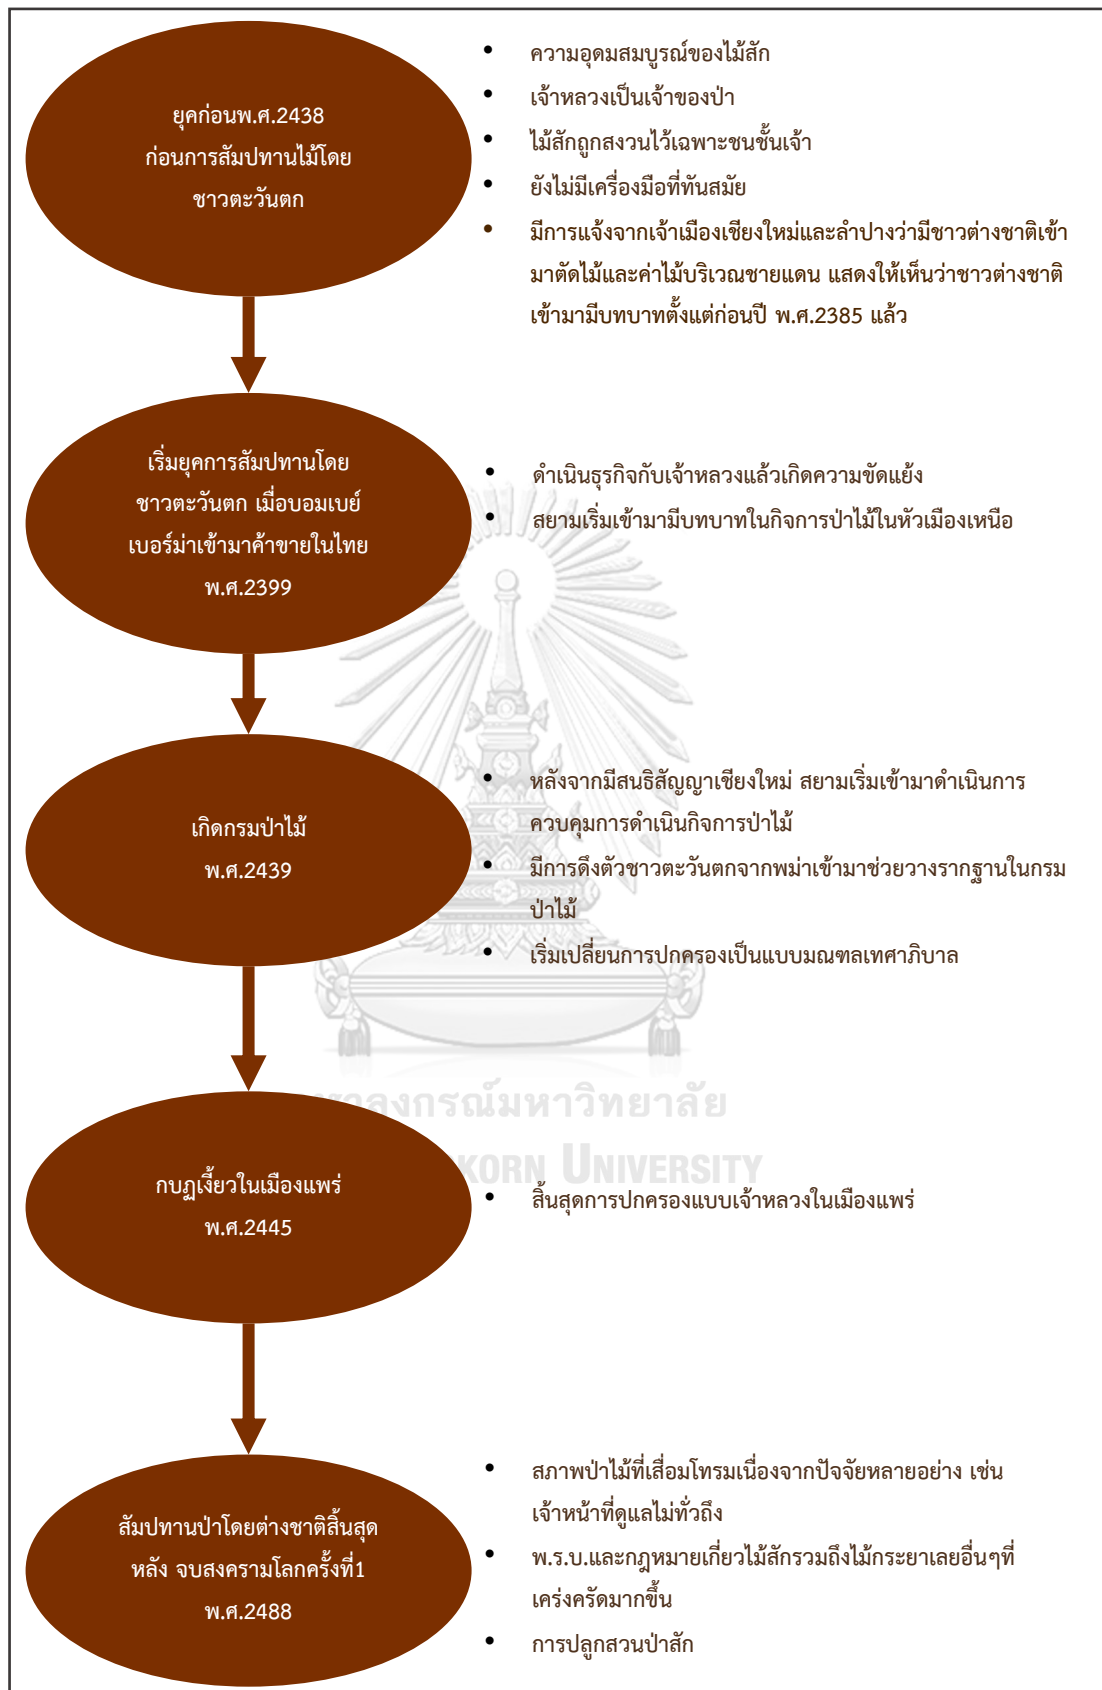 ยุคก่อนพ.ศ.2438
ก่อนการสัมปทานไม้โดย
ชาวตะวันตก
• ความอุดมสมบูรณ์ของไม้สัก
• เจ้าหลวงเป็นเจ้าของป่า
• ไม้สักถูกสงวนไว้เฉพาะชนชั้นเจ้า
• ยังไม่มีเครื่องมือที่ทันสมัย
• มีการแจ้งจากเจ้าเมืองเชียงใหม่และลำปางว่ามีชาวต่างชาติเข้า
มาตัดไม้และค่าไม้บริเวณชายแดน แสดงให้เห็นว่าชาวต่างชาติ
เข้ามามีบทบาทตั้งแต่ก่อนปี พ.ศ.2385 แล้ว
เริ่มยุคการสัมปทานโดย
ชาวตะวันตก เมื่อบอมเบย์
เบอร์ม่าเข้ามาค้าขายในไทย
พ.ศ.2399
• ดำเนินธุรกิจกับเจ้าหลวงแล้วเกิดความขัดแย้ง
• สยามเริ่มเข้ามามีบทบาทในกิจการป่าไม้ในหัวเมืองเหนือ
เกิดกรมป่าไม้
พ.ศ.2439
• หลังจากมีสนธิสัญญาเชียงใหม่ สยามเริ่มเข้ามาดำเนินการ
ควบคุมการดำเนินกิจการป่าไม้
• มีการดึงตัวชาวตะวันตกจากพม่าเข้ามาช่วยวางรากฐานในกรม
ป่าไม้
• เริ่มเปลี่ยนการปกครองเป็นแบบมณฑลเทศาภิบาล
ลงกรณ์มหาวิทยาลัย
KORN UNIVERSITY
กบฏเงี้ยวในเมืองแพร่
พ.ศ.2445
• สิ้นสุดการปกครองแบบเจ้าหลวงในเมืองแพร่
สัมปทานป่าโดยต่างชาติสิ้นสุด
หลัง จบสงครามโลกครั้งที่1
พ.ศ.2488
• สภาพป่าไม้ที่เสื่อมโทรมเนื่องจากปัจจัยหลายอย่าง เช่น
เจ้าหน้าที่ดูแลไม่ทั่วถึง
• พ.ร.บ.และกฎหมายเกี่ยวไม้สักรวมถึงไม้กระยาเลยอื่นๆที่
เคร่งครัดมากขึ้น
• การปลูกสวนป่าสัก